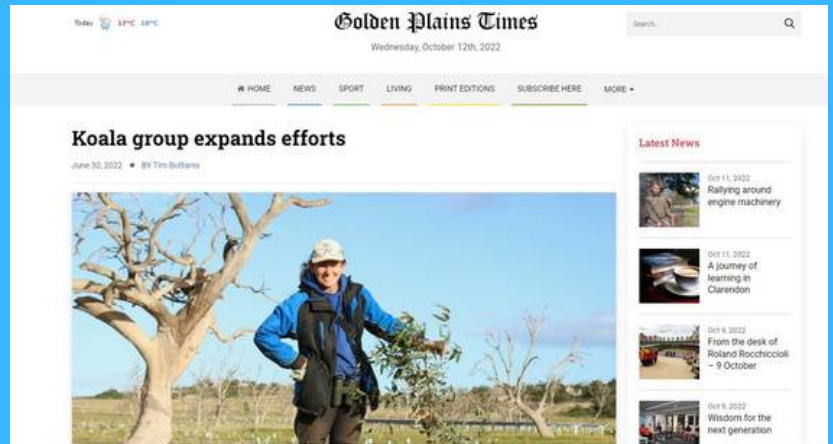 Today 17°C 10°C
Golden Plains Times
Wednesday, October 12th, 2022
Search...
HOME NEWS SPORT LIVING PRINT EDITIONS SUBSCRIBE HERE MORE
Koala group expands efforts
June 30, 2022 • BY Tim Bottams
Latest News
Oct 11, 2022
Rallying around
engine machinery
Oct 11, 2022
A journey of
learning in
Clarendon
Oct 9, 2022
From the desk of
Roland Rocchiccioli
– 9 October
Oct 9, 2022
Wisdom for the
next generation